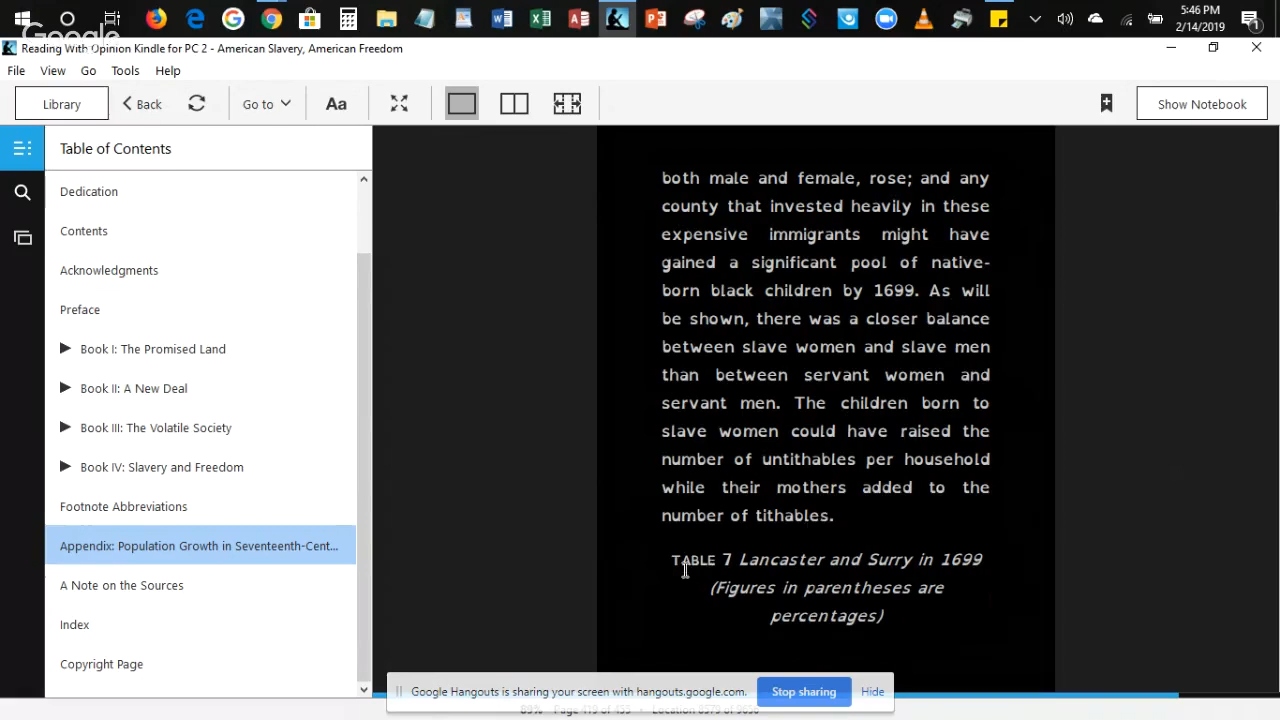 5:46 PM
2/14/2019
1
Google
Reading With Opinion Kindle for PC 2 - American Slavery, American Freedom
File View Go Tools Help
Library Back Go to Aa Show Notebook
Table of Contents
Dedication
Contents
Acknowledgments
Preface
Book I: The Promised Land
Book II: A New Deal
Book III: The Volatile Society
Book IV: Slavery and Freedom
Footnote Abbreviations
Appendix: Population Growth in Seventeenth-Cent...
A Note on the Sources
Index
Copyright Page
both male and female, rose; and any
county that invested heavily in these
expensive immigrants might have
gained a significant pool of native-
born black children by 1699. As will
be shown, there was a closer balance
between slave women and slave men
than between servant women and
servant men. The children born to
slave women could have raised the
number of untithables per household
while their mothers added to the
number of tithables.
TABLE 7 Lancaster and Surry in 1699
(Figures in parentheses are
percentages)
Google Hangouts is sharing your screen with hangouts.google.com. Stop sharing Hide